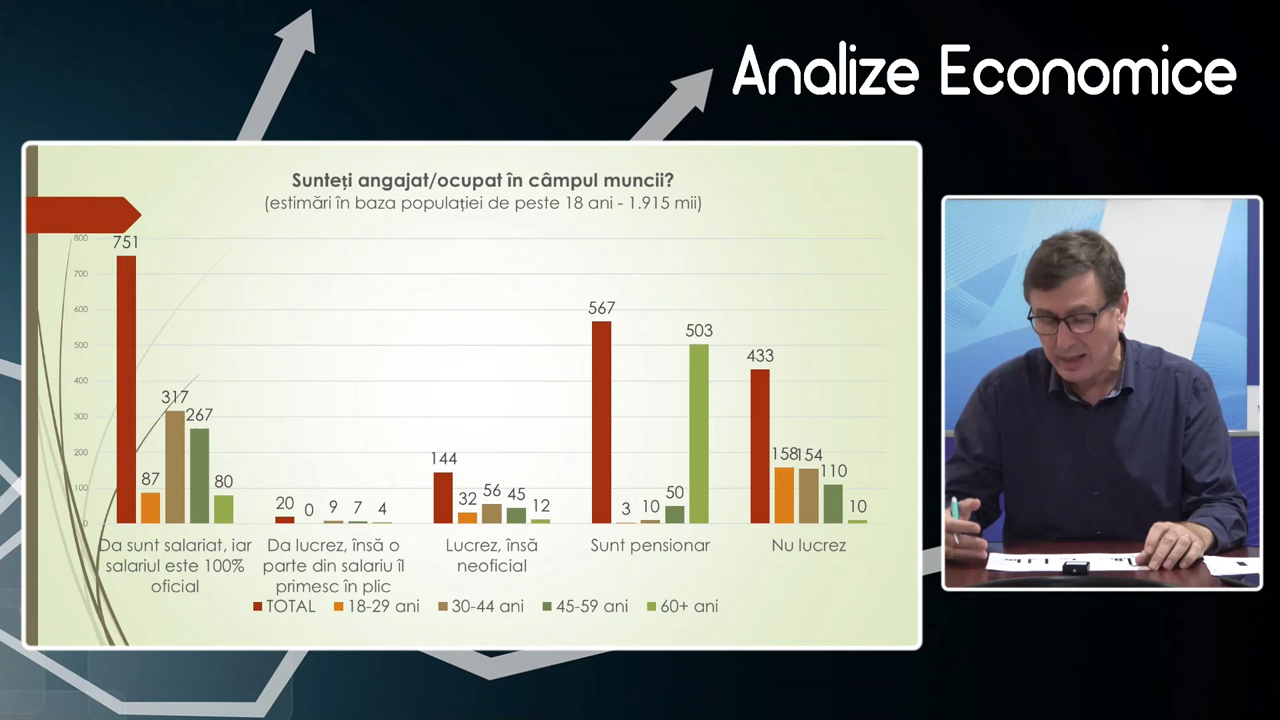 Analize Economice
Sunteți angajat/ocupat în câmpul muncii?
(estimări în baza populației de peste 18 ani - 1.915 mii)
800
700
600
500
400
300
200
100
0
751
87
317
267
80
20
0
9
7
4
144
32
56
45
12
567
3
10
50
503
433
158
154
110
10
Da sunt salariat, iar
salariul este 100%
oficial
Da lucrez, însă o
parte din salariu îl
primesc în plic
Lucrez, însă
neoficial
Sunt pensionar
Nu lucrez
TOTAL 18-29 ani 30-44 ani 45-59 ani 60+ ani